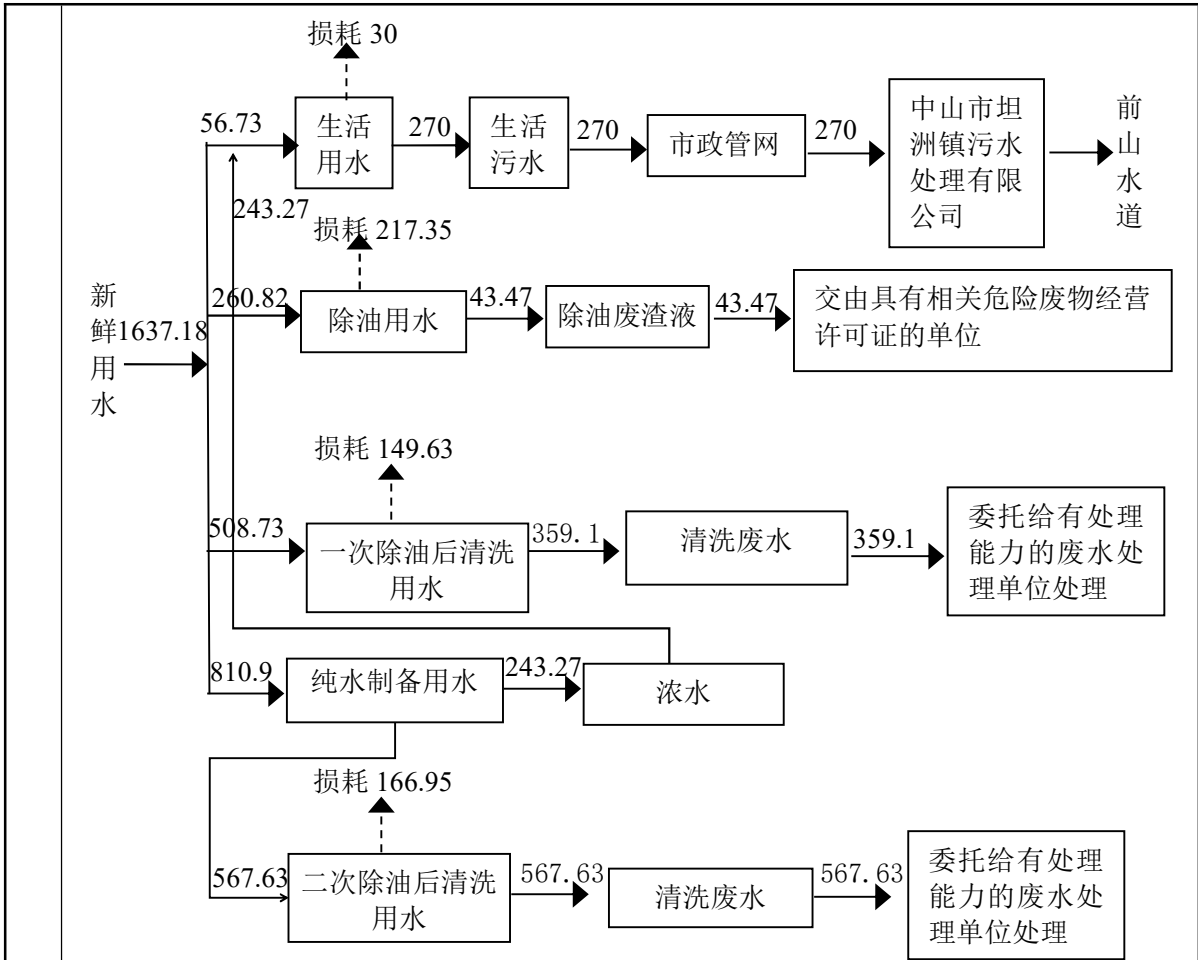 损耗 30
56.73
生活
用水
270
生活
污水
270
市政管网
270
中山市坦
洲镇污水
处理有限
公司
前
山
水
道
243.27
损耗 217.35
新
鲜
用
水
1637.18
260.82
除油用水
43.47
除油废渣液
43.47
交由具有相关危险废物经营
许可证的单位
损耗 149.63
508.73
一次除油后清洗
用水
359.1
清洗废水
359.1
委托给有处理
能力的废水处
理单位处理
810.9
纯水制备用水
243.27
浓水
损耗 166.95
567.63
二次除油后清洗
用水
567.63
清洗废水
567.63
委托给有处理
能力的废水处
理单位处理